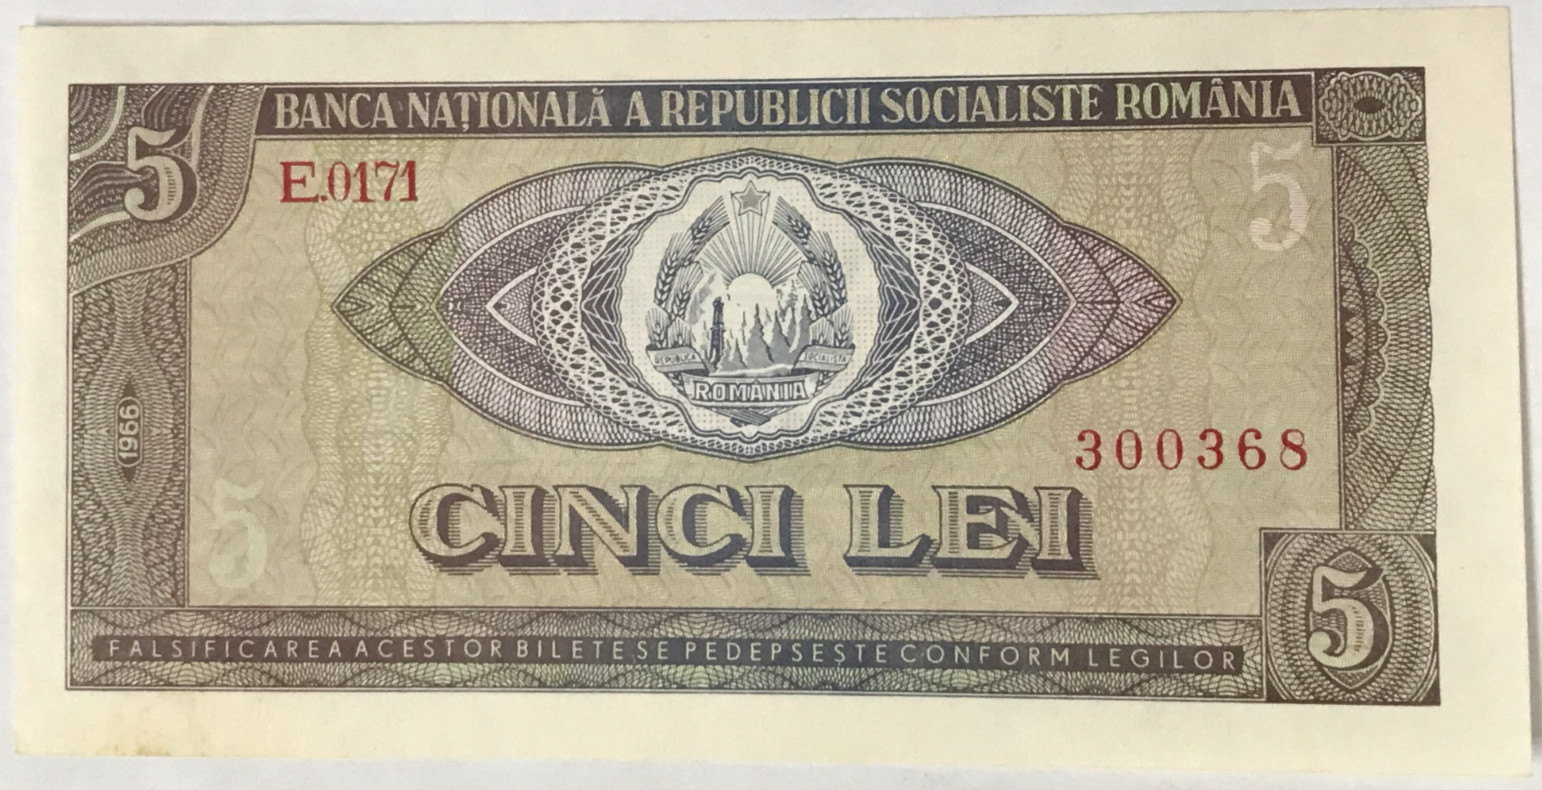 BANCA NAȚIONALĂ A REPUBLICII SOCIALISTE ROMÂNIA
5
E.0171
5
REPUBLICA SOCIALISTA
ROMÂNIA
1966
300368
5
CINCI LEI
5
FALSIFICAREA ACESTOR BILETE SE PEDEPSEȘTE CONFORM LEGILOR